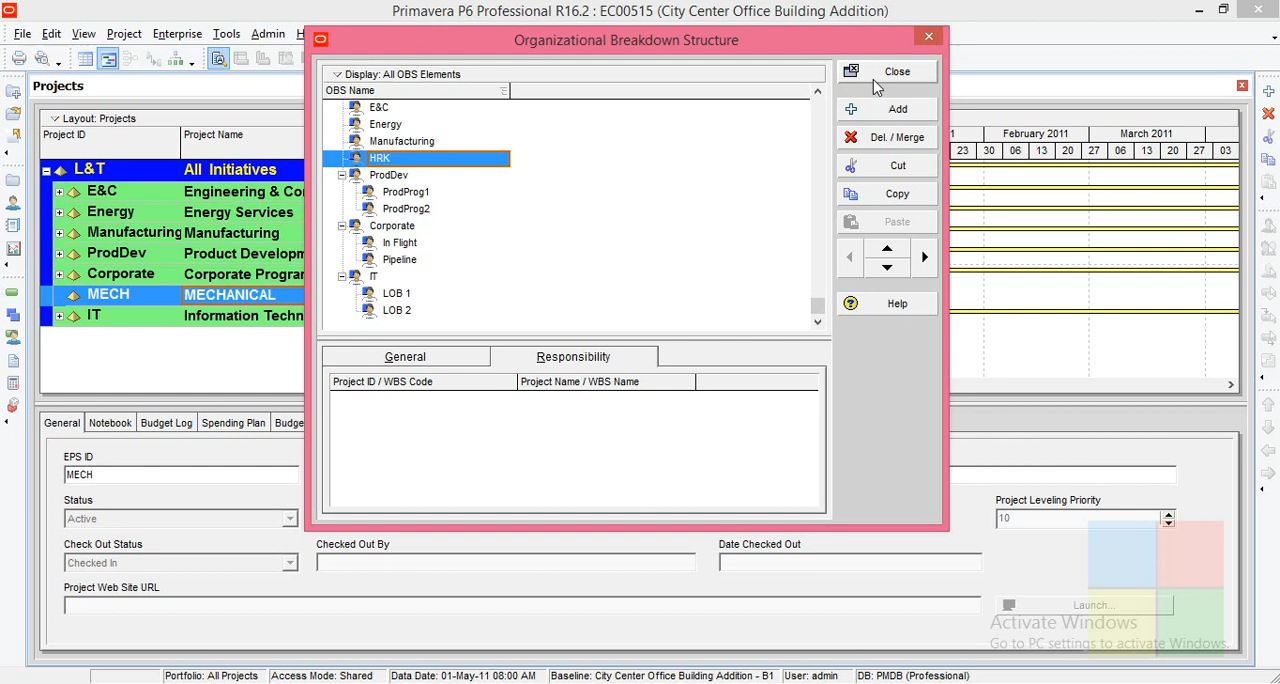 Primavera P6 Professional R16.2 : EC00515 (City Center Office Building Addition)
File Edit View Project Enterprise Tools Admin H
Organizational Breakdown Structure
Projects
Layout: Projects
Project ID Project Name
L&T All Initiatives
E&C Engineering & Co
Energy Energy Services
Manufacturing Manufacturing
ProdDev Product Developm
Corporate Corporate Progra
MECH MECHANICAL
IT Information Techn
Display: All OBS Elements
OBS Name
E&C
Energy
Manufacturing
HRK
ProdDev
ProdProg1
ProdProg2
Corporate
In Flight
Pipeline
IT
LOB 1
LOB 2
Close
Add
Del. / Merge
Cut
Copy
Paste
Help
General Responsibility
Project ID / WBS Code Project Name / WBS Name
1 February 2011 March 2011
23 30 06 13 20 27 06 13 20 27 03
General Notebook Budget Log Spending Plan Budge
EPS ID
MECH
Status
Active
Project Leveling Priority
10
Check Out Status Checked Out By Date Checked Out
Checked In
Project Web Site URL
Launch...
Activate Windows
Go to PC settings to activate Windows.
Portfolio: All Projects Access Mode: Shared Data Date: 01-May-11 08:00 AM Baseline: City Center Office Building Addition - B1 User: admin DB: PMDB (Professional)